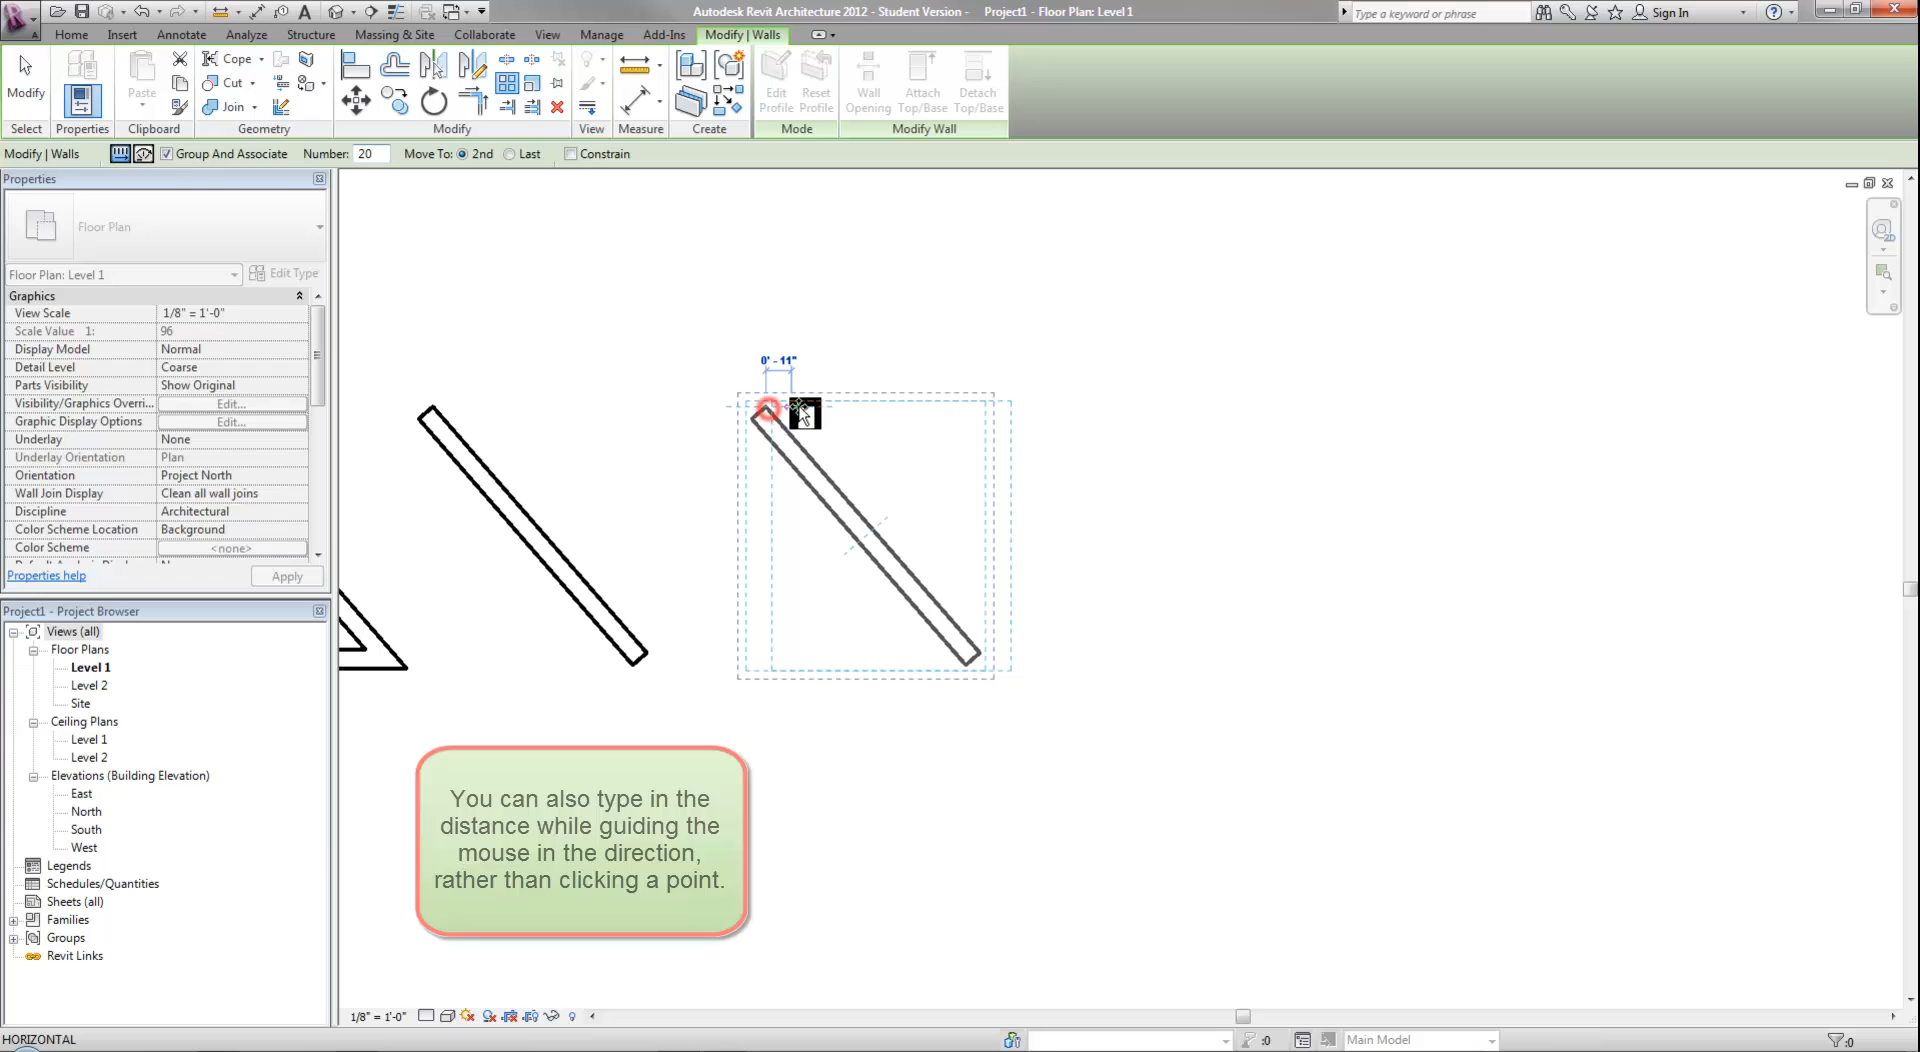 Autodesk Revit Architecture 2012 - Student Version - Project1 - Floor Plan: Level 1
Type a keyword or phrase
Sign In
Home Insert Annotate Analyze Structure Massing & Site Collaborate View Manage Add-Ins Modify | Walls
Modify
Paste
Cope
Cut
Join
Edit Profile
Reset Profile
Wall Opening
Attach Top/Base
Detach Top/Base
Select Properties Clipboard Geometry Modify View Measure Create Mode Modify Wall
Modify | Walls Group And Associate Number: 20 Move To: 2nd Last Constrain
Properties
Floor Plan
Floor Plan: Level 1 Edit Type
Graphics
View Scale 1/8" = 1'-0"
Scale Value 1: 96
Display Model Normal
Detail Level Coarse
Parts Visibility Show Original
Visibility/Graphics Overri... Edit...
Graphic Display Options Edit...
Underlay None
Underlay Orientation Plan
Orientation Project North
Wall Join Display Clean all wall joins
Discipline Architectural
Color Scheme Location Background
Color Scheme <none>
Properties help Apply
Project1 - Project Browser
Views (all)
Floor Plans
Level 1
Level 2
Site
Ceiling Plans
Level 1
Level 2
Elevations (Building Elevation)
East
North
South
West
Legends
Schedules/Quantities
Sheets (all)
Families
Groups
Revit Links
0' - 11"
2D
You can also type in the
distance while guiding the
mouse in the direction,
rather than clicking a point.
1/8" = 1'-0"
HORIZONTAL
:0
Main Model
:0